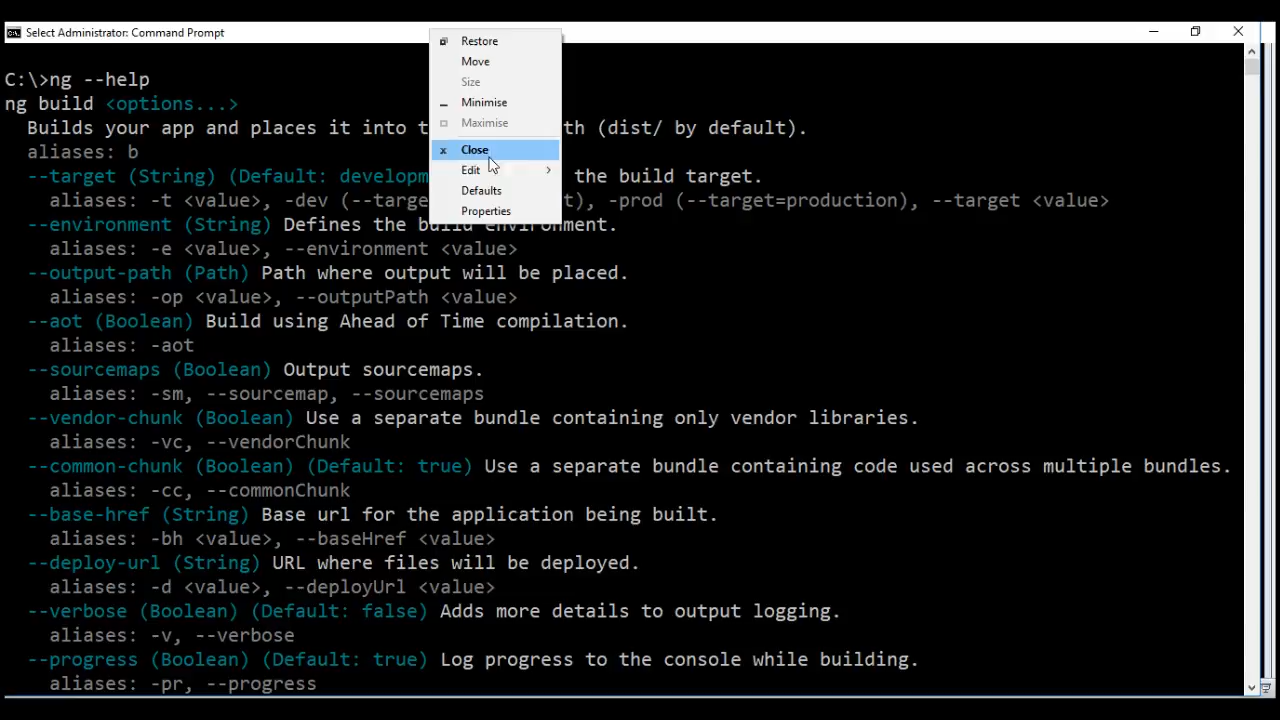 Select Administrator: Command Prompt
Restore
Move
Size
Minimise
Maximise
Close
Edit
Defaults
Properties
C:\>ng --help
ng build <options...>
Builds your app and places it into t th (dist/ by default).
aliases: b
--target (String) (Default: developm the build target.
aliases: -t <value>, -dev (--targe t), -prod (--target=production), --target <value>
--environment (String) Defines the build environment.
aliases: -e <value>, --environment <value>
--output-path (Path) Path where output will be placed.
aliases: -op <value>, --outputPath <value>
--aot (Boolean) Build using Ahead of Time compilation.
aliases: -aot
--sourcemaps (Boolean) Output sourcemaps.
aliases: -sm, --sourcemap, --sourcemaps
--vendor-chunk (Boolean) Use a separate bundle containing only vendor libraries.
aliases: -vc, --vendorChunk
--common-chunk (Boolean) (Default: true) Use a separate bundle containing code used across multiple bundles.
aliases: -cc, --commonChunk
--base-href (String) Base url for the application being built.
aliases: -bh <value>, --baseHref <value>
--deploy-url (String) URL where files will be deployed.
aliases: -d <value>, --deployUrl <value>
--verbose (Boolean) (Default: false) Adds more details to output logging.
aliases: -v, --verbose
--progress (Boolean) (Default: true) Log progress to the console while building.
aliases: -pr, --progress